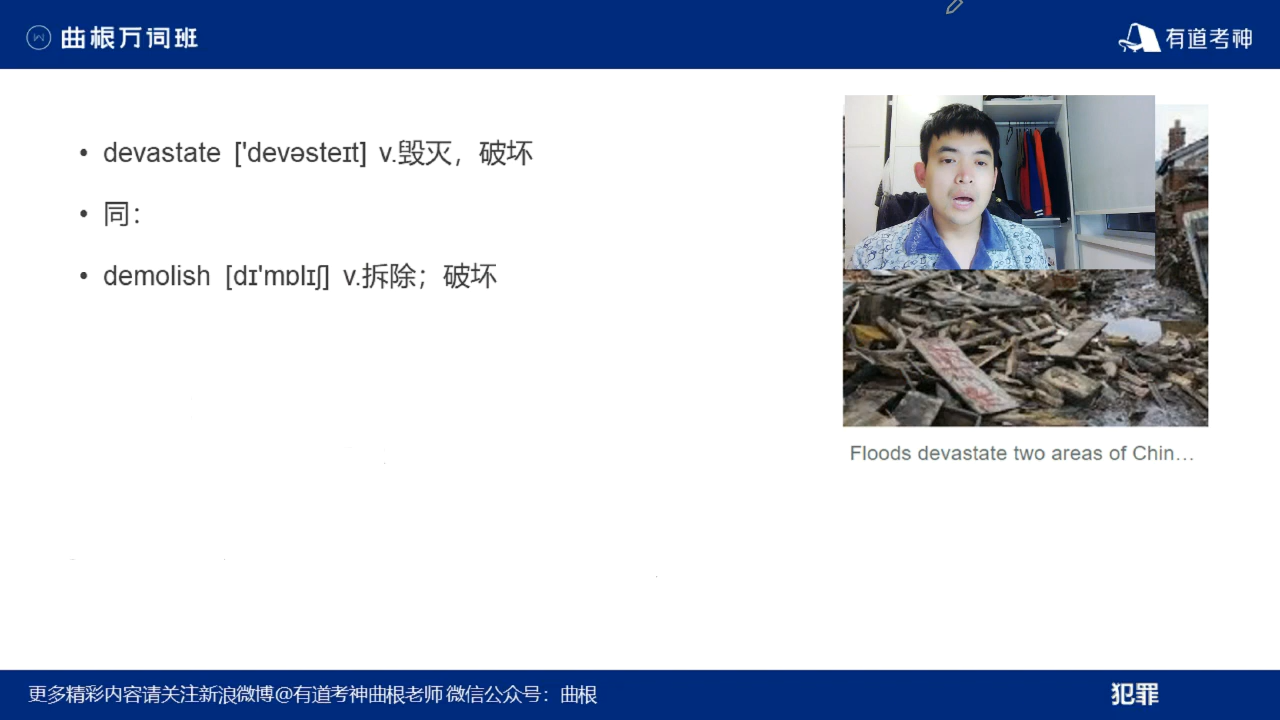 曲根万词班
有道考神
• devastate ['devəsteɪt] v.毁灭，破坏
• 同：
• demolish [dɪ'mɒlɪʃ] v.拆除；破坏
Floods devastate two areas of Chin…
更多精彩内容请关注新浪微博@有道考神曲根老师 微信公众号：曲根
犯罪